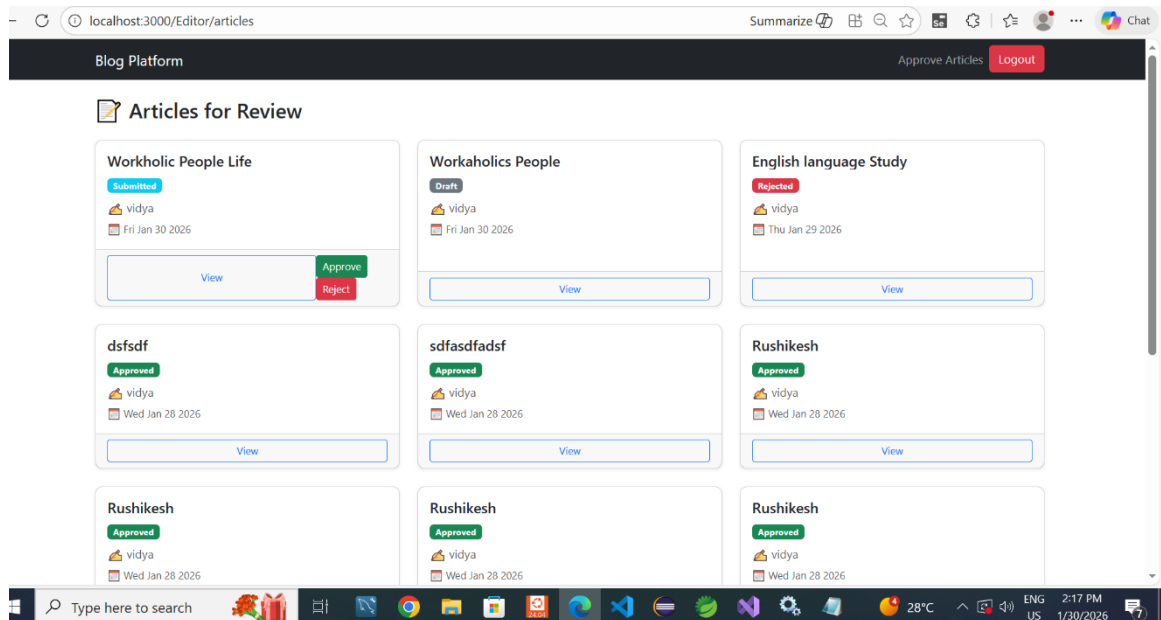 localhost:3000/Editor/articles
Summarize
Se
Chat
Blog Platform
Approve Articles
Logout
Articles for Review
Workholic People Life
Submitted
vidya
Fri Jan 30 2026
View
Approve
Reject
Workaholics People
Draft
vidya
Fri Jan 30 2026
View
English language Study
Rejected
vidya
Thu Jan 29 2026
View
dsfsdf
Approved
vidya
Wed Jan 28 2026
View
sdfasdfadsf
Approved
vidya
Wed Jan 28 2026
View
Rushikesh
Approved
vidya
Wed Jan 28 2026
View
Rushikesh
Approved
vidya
Wed Jan 28 2026
Rushikesh
Approved
vidya
Wed Jan 28 2026
Rushikesh
Approved
vidya
Wed Jan 28 2026
Type here to search
24.04
28°C
ENG
US
2:17 PM
1/30/2026
7